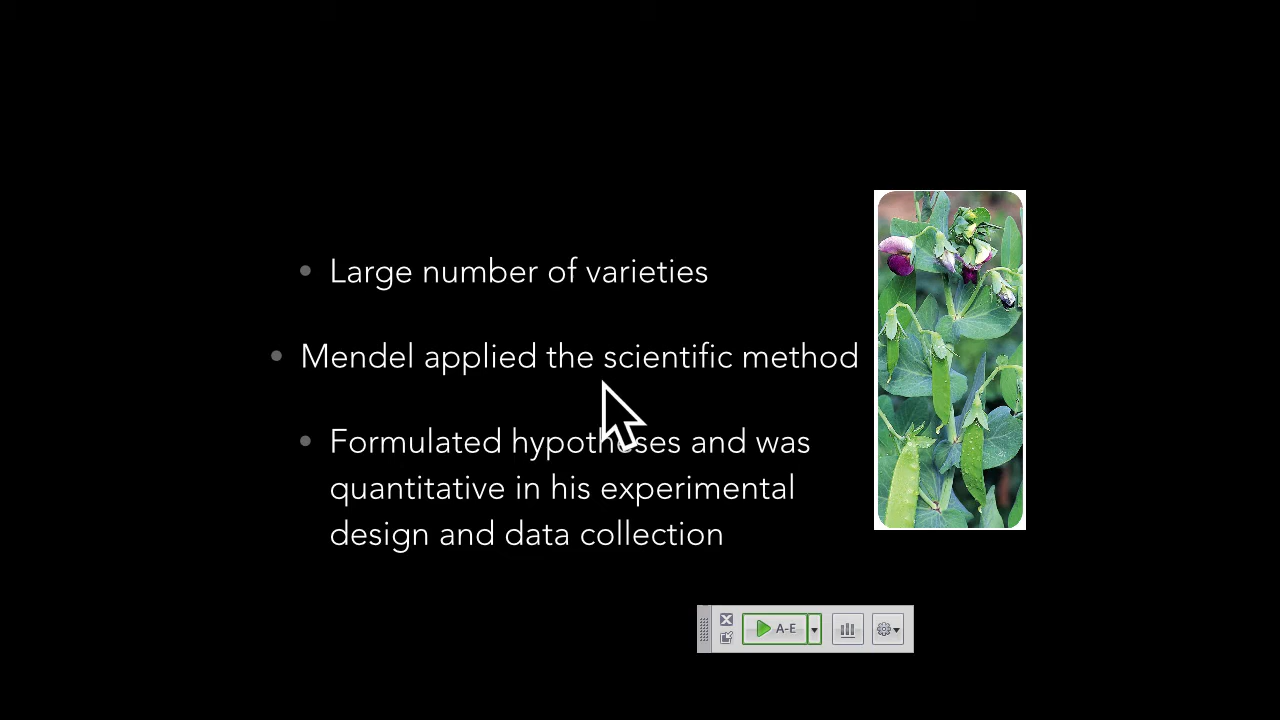 Large number of varieties
Mendel applied the scientific method
Formulated hypotheses and was
quantitative in his experimental
design and data collection
A-E